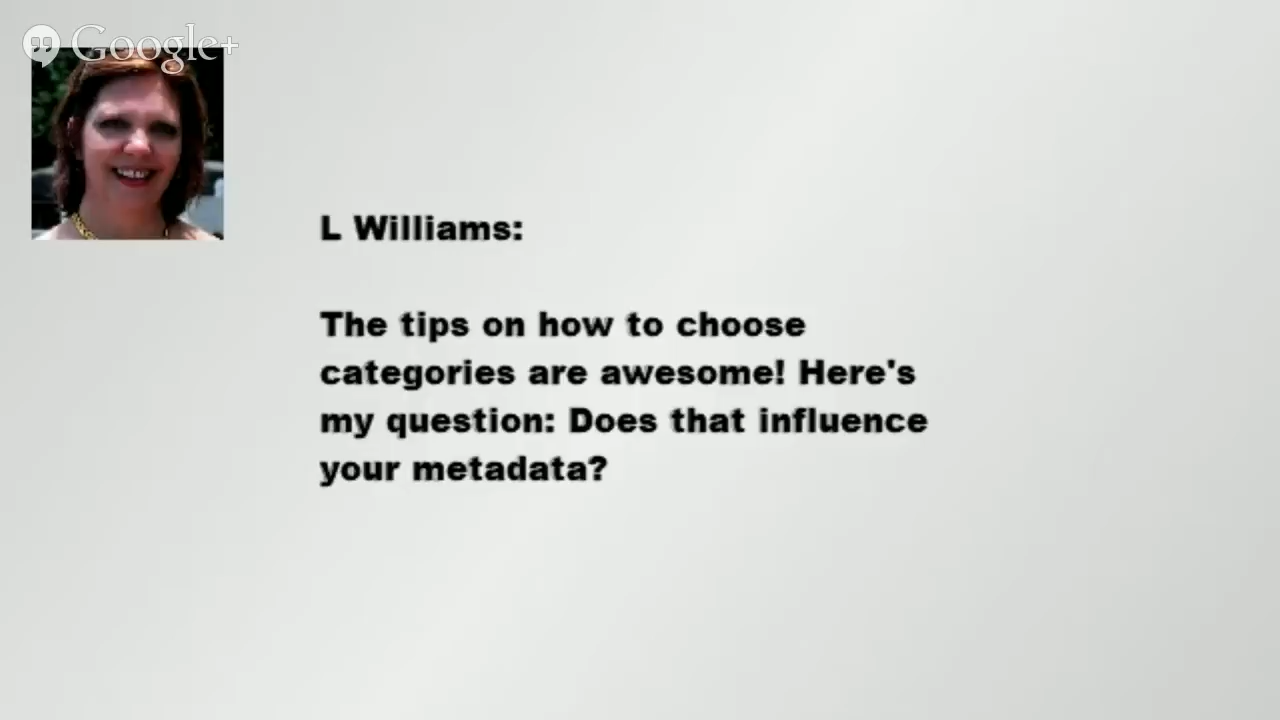 Google+
L Williams:
The tips on how to choose
categories are awesome! Here's
my question: Does that influence
your metadata?